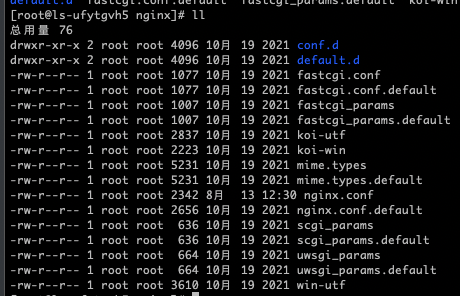 default.d fastcgi.conf.default fastcgi_params.default koi-win
[root@ls-ufytgvh5 nginx]# ll
总用量 76
drwxr-xr-x 2 root root 4096 10月 19 2021 conf.d
drwxr-xr-x 2 root root 4096 10月 19 2021 default.d
-rw-r--r-- 1 root root 1077 10月 19 2021 fastcgi.conf
-rw-r--r-- 1 root root 1077 10月 19 2021 fastcgi.conf.default
-rw-r--r-- 1 root root 1007 10月 19 2021 fastcgi_params
-rw-r--r-- 1 root root 1007 10月 19 2021 fastcgi_params.default
-rw-r--r-- 1 root root 2837 10月 19 2021 koi-utf
-rw-r--r-- 1 root root 2223 10月 19 2021 koi-win
-rw-r--r-- 1 root root 5231 10月 19 2021 mime.types
-rw-r--r-- 1 root root 5231 10月 19 2021 mime.types.default
-rw-r--r-- 1 root root 2342 8月 13 12:30 nginx.conf
-rw-r--r-- 1 root root 2656 10月 19 2021 nginx.conf.default
-rw-r--r-- 1 root root 636 10月 19 2021 scgi_params
-rw-r--r-- 1 root root 636 10月 19 2021 scgi_params.default
-rw-r--r-- 1 root root 664 10月 19 2021 uwsgi_params
-rw-r--r-- 1 root root 664 10月 19 2021 uwsgi_params.default
-rw-r--r-- 1 root root 3610 10月 19 2021 win-utf